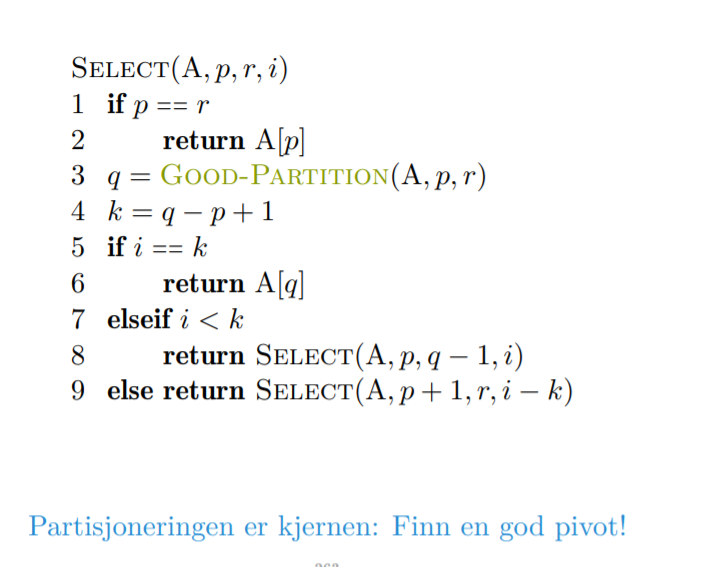 SELECT(A, p, r, i)
1 if p == r
2 return A[p]
3 q = GOOD-PARTITION(A, p, r)
4 k = q − p + 1
5 if i == k
6 return A[q]
7 elseif i < k
8 return SELECT(A, p, q − 1, i)
9 else return SELECT(A, p + 1, r, i − k)
Partisjoneringen er kjernen: Finn en god pivot!